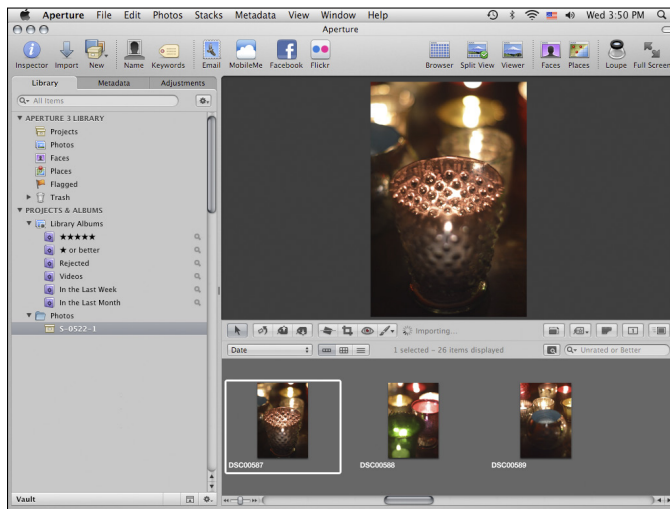 Aperture File Edit Photos Stacks Metadata View Window Help Wed 3:50 PM
Aperture
Inspector Import New Name Keywords Email MobileMe Facebook Flickr Browser Split View Viewer Faces Places Loupe Full Screen
Library Metadata Adjustments
All Items
APERTURE 3 LIBRARY
Projects
Photos
Faces
Places
Flagged
Trash
PROJECTS & ALBUMS
Library Albums
★★★★★
★ or better
Rejected
Videos
In the Last Week
In the Last Month
Photos
S-0522-1
Importing...
Date 1 selected - 26 items displayed Unrated or Better
DSC00587 DSC00588 DSC00589
Vault